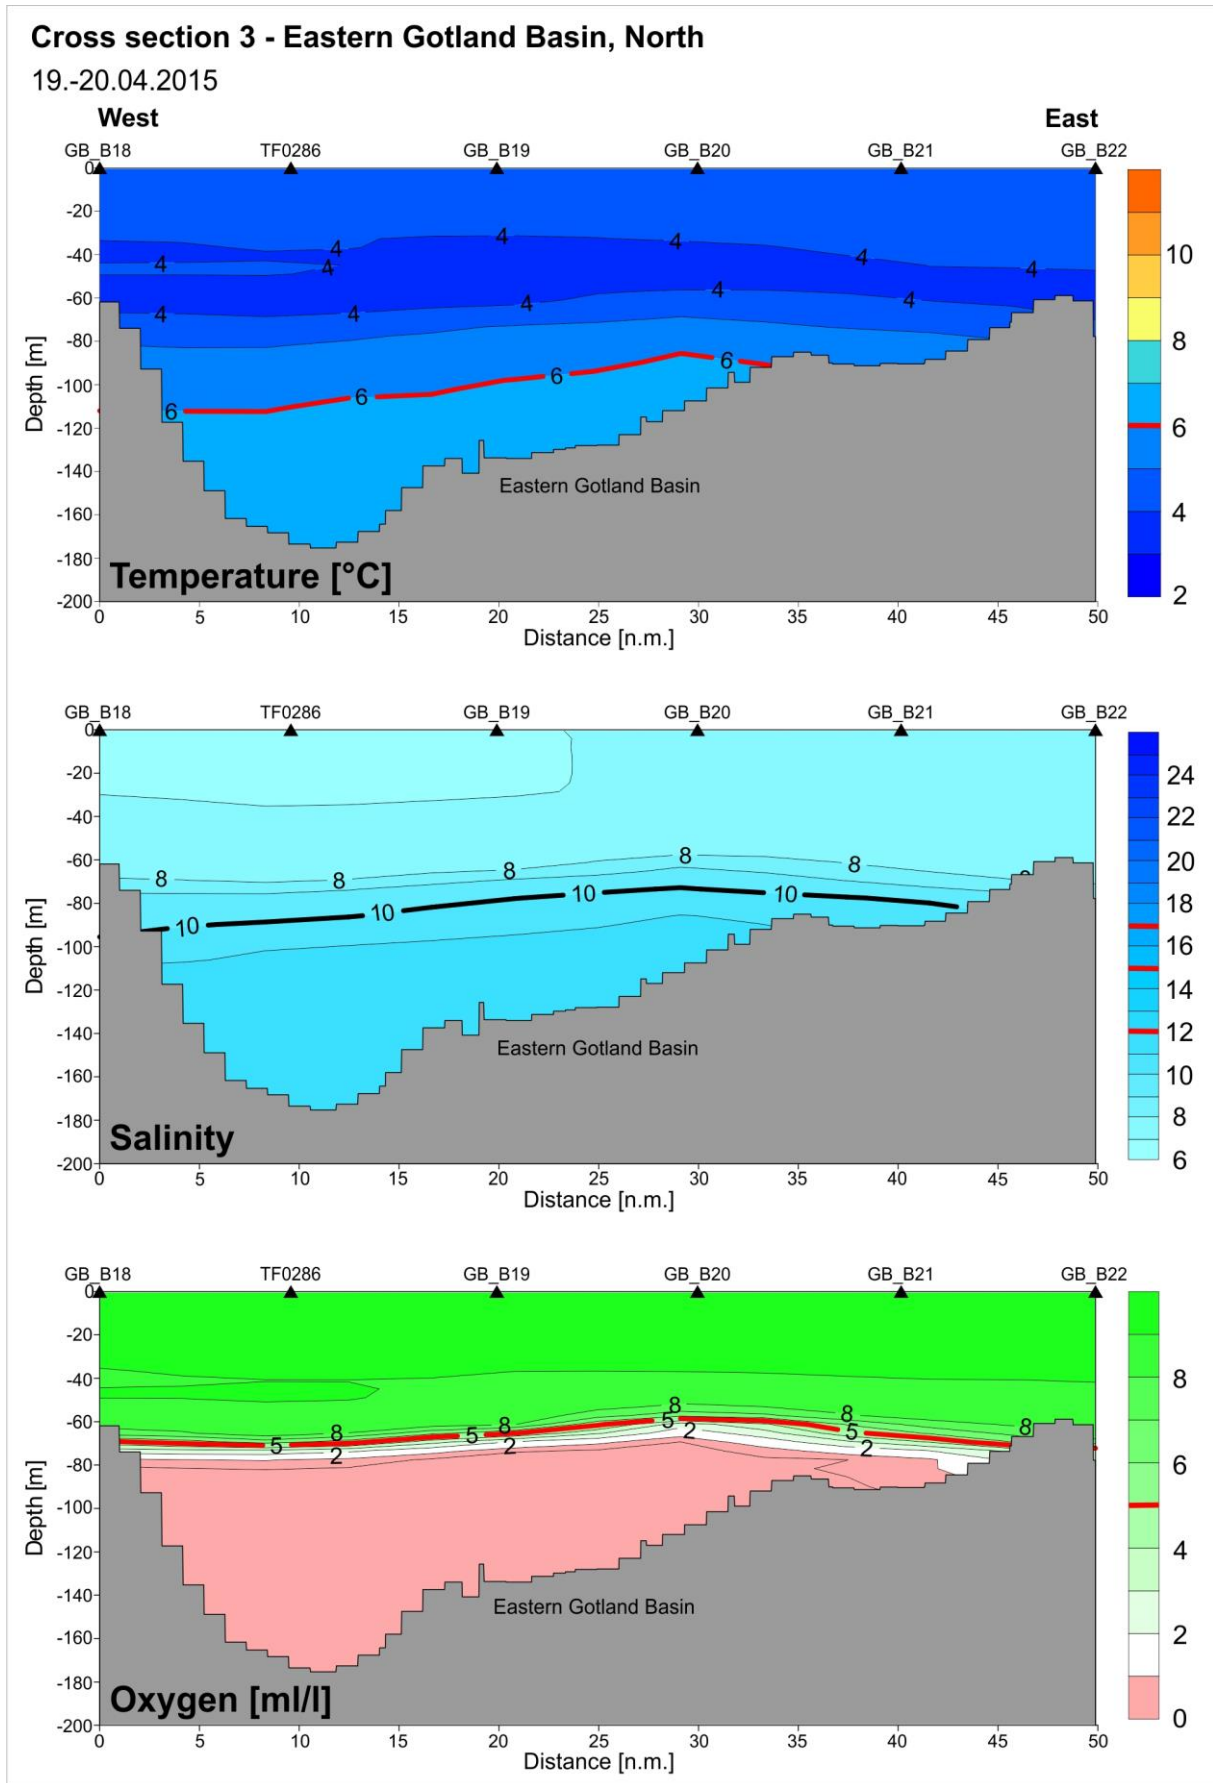 Cross section 3 - Eastern Gotland Basin, North
19.-20.04.2015
West East
GB_B18 TF0286 GB_B19 GB_B20 GB_B21 GB_B22
0
-20
-40
-60
-80
-100
-120
-140
-160
-180
-200
Depth [m]
4 4 4 4 4
4 4
4 4 4 4 4
6 6 6 6
Eastern Gotland Basin
Temperature [°C]
0 5 10 15 20 25 30 35 40 45 50
Distance [n.m.]
10
8
6
4
2
GB_B18 TF0286 GB_B19 GB_B20 GB_B21 GB_B22
0
-20
-40
-60
-80
-100
-120
-140
-160
-180
-200
Depth [m]
8 8 8 8 8 8
10 10 10 10
Eastern Gotland Basin
Salinity
0 5 10 15 20 25 30 35 40 45 50
Distance [n.m.]
24
22
20
18
16
14
12
10
8
6
GB_B18 TF0286 GB_B19 GB_B20 GB_B21 GB_B22
0
-20
-40
-60
-80
-100
-120
-140
-160
-180
-200
Depth [m]
8 8 8 8 8
5 5 5 5
2 2 2 2
Eastern Gotland Basin
Oxygen [ml/l]
0 5 10 15 20 25 30 35 40 45 50
Distance [n.m.]
8
6
4
2
0